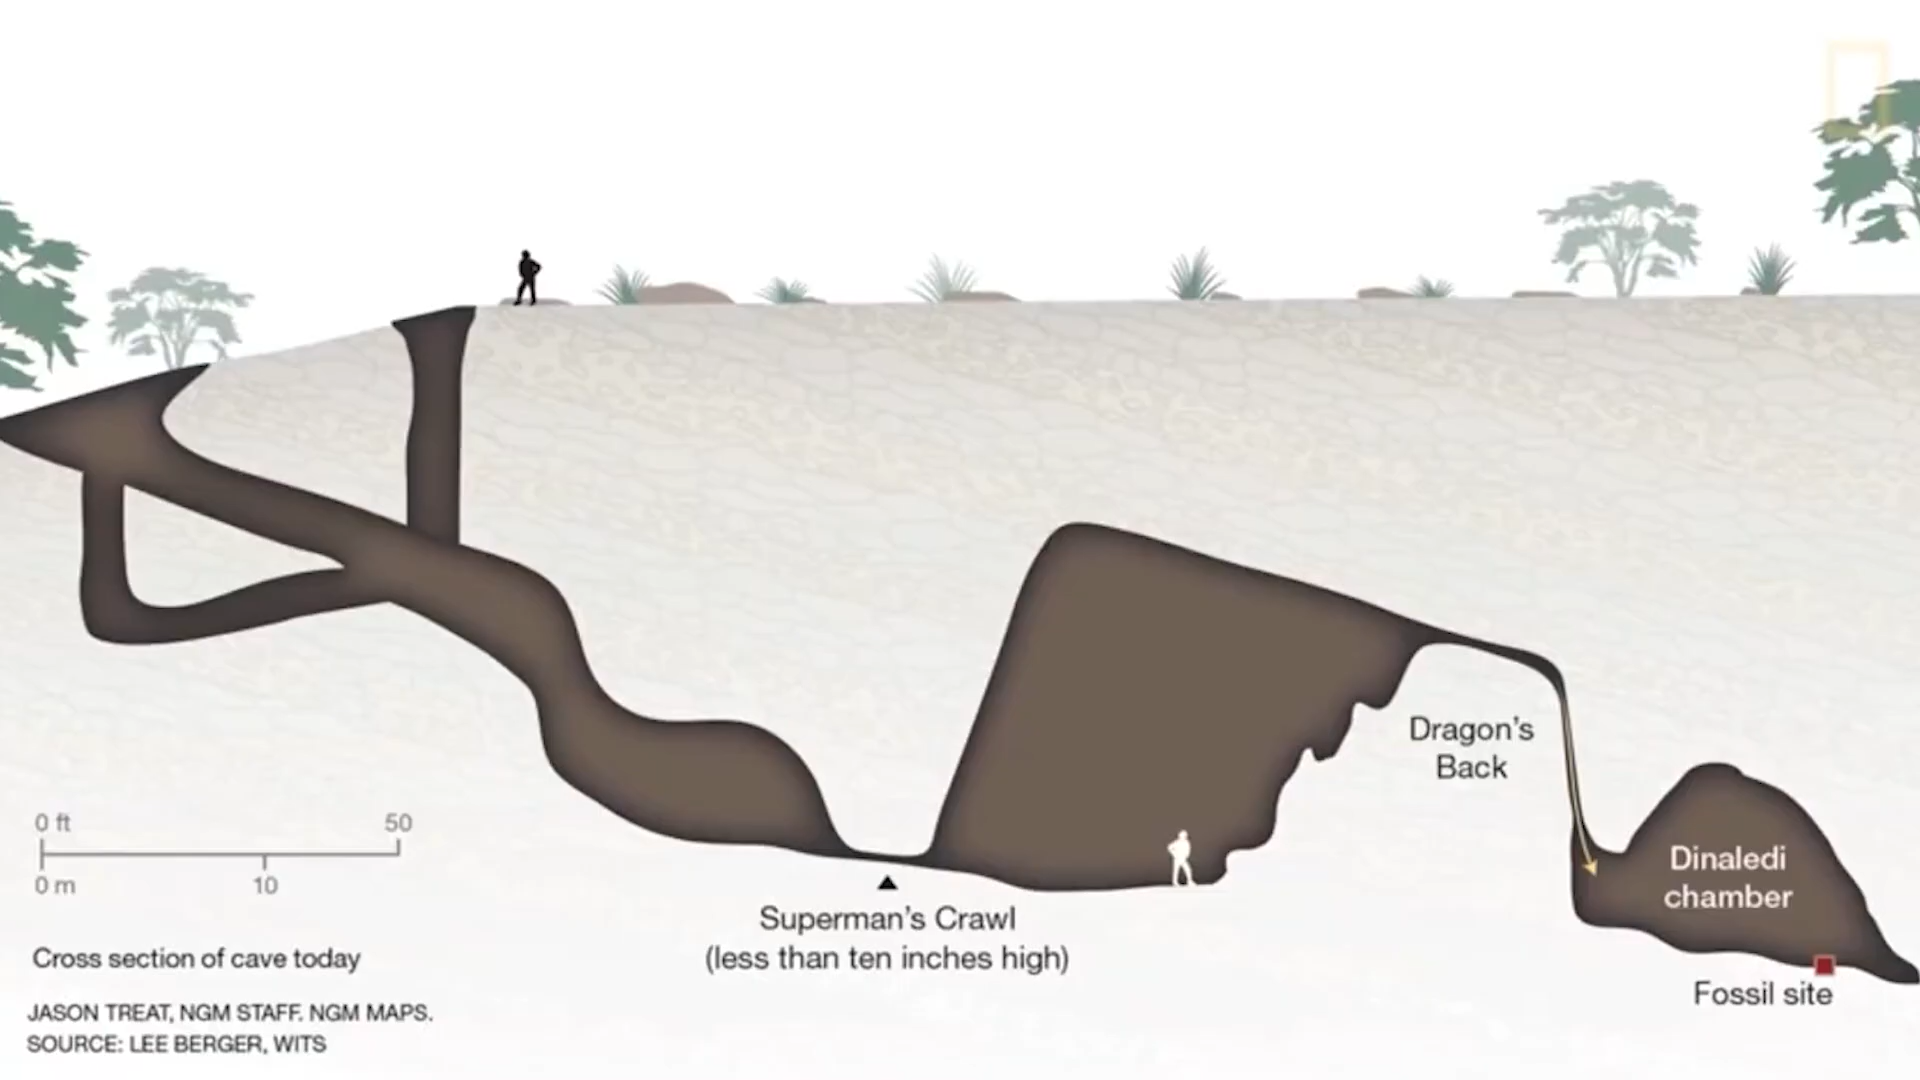 Dragon's
Back
Dinaledi
chamber
0 ft 50
0 m 10
Superman's Crawl
(less than ten inches high)
Cross section of cave today
Fossil site
JASON TREAT, NGM STAFF. NGM MAPS.
SOURCE: LEE BERGER, WITS